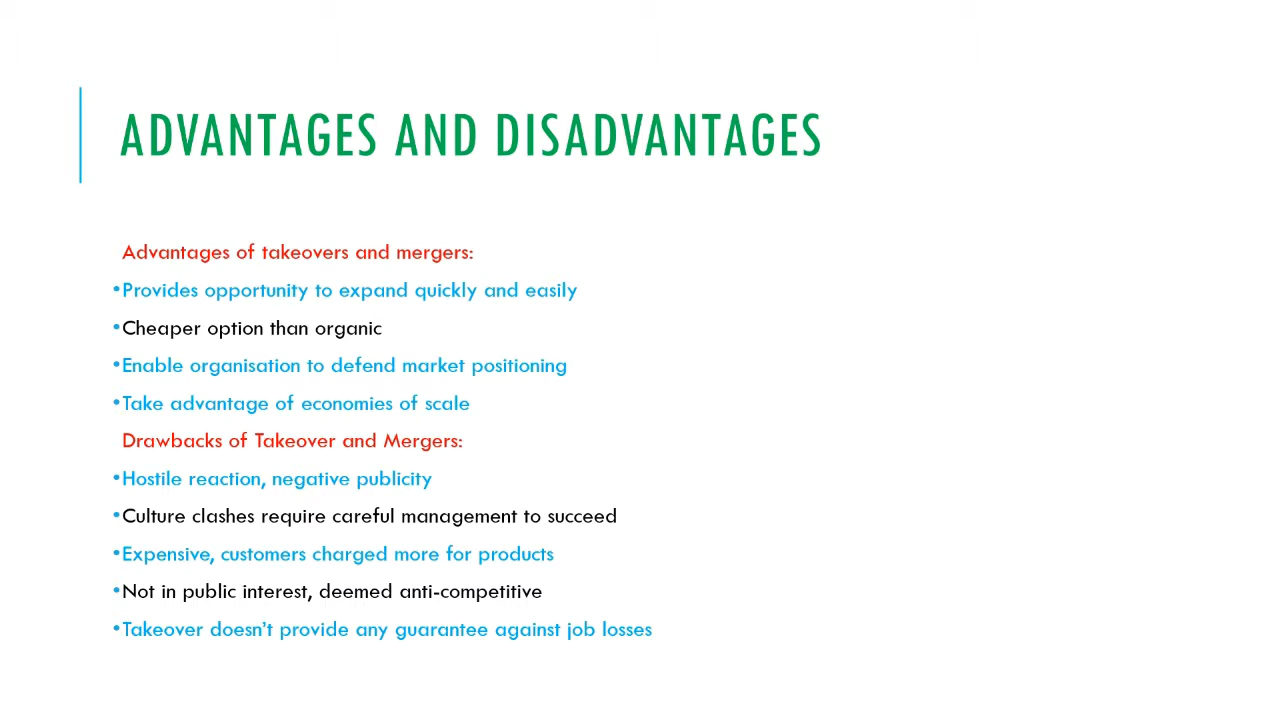 ADVANTAGES AND DISADVANTAGES
Advantages of takeovers and mergers:
•Provides opportunity to expand quickly and easily
•Cheaper option than organic
•Enable organisation to defend market positioning
•Take advantage of economies of scale
Drawbacks of Takeover and Mergers:
•Hostile reaction, negative publicity
•Culture clashes require careful management to succeed
•Expensive, customers charged more for products
•Not in public interest, deemed anti-competitive
•Takeover doesn’t provide any guarantee against job losses